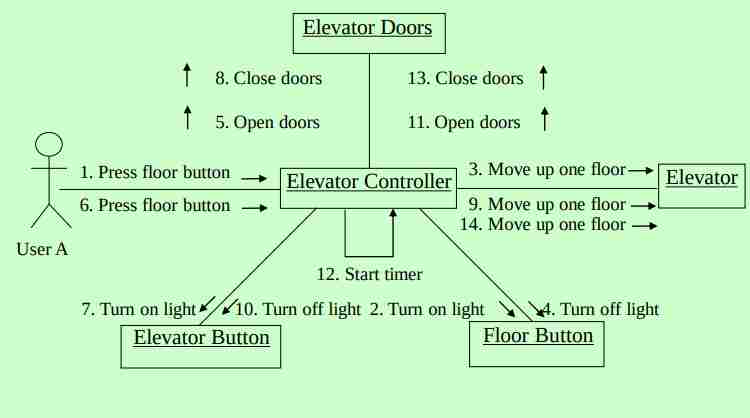 Elevator Doors
8. Close doors
13. Close doors
5. Open doors
11. Open doors
1. Press floor button
3. Move up one floor
Elevator Controller
Elevator
6. Press floor button
9. Move up one floor
14. Move up one floor
User A
12. Start timer
7. Turn on light
10. Turn off light
2. Turn on light
4. Turn off light
Elevator Button
Floor Button